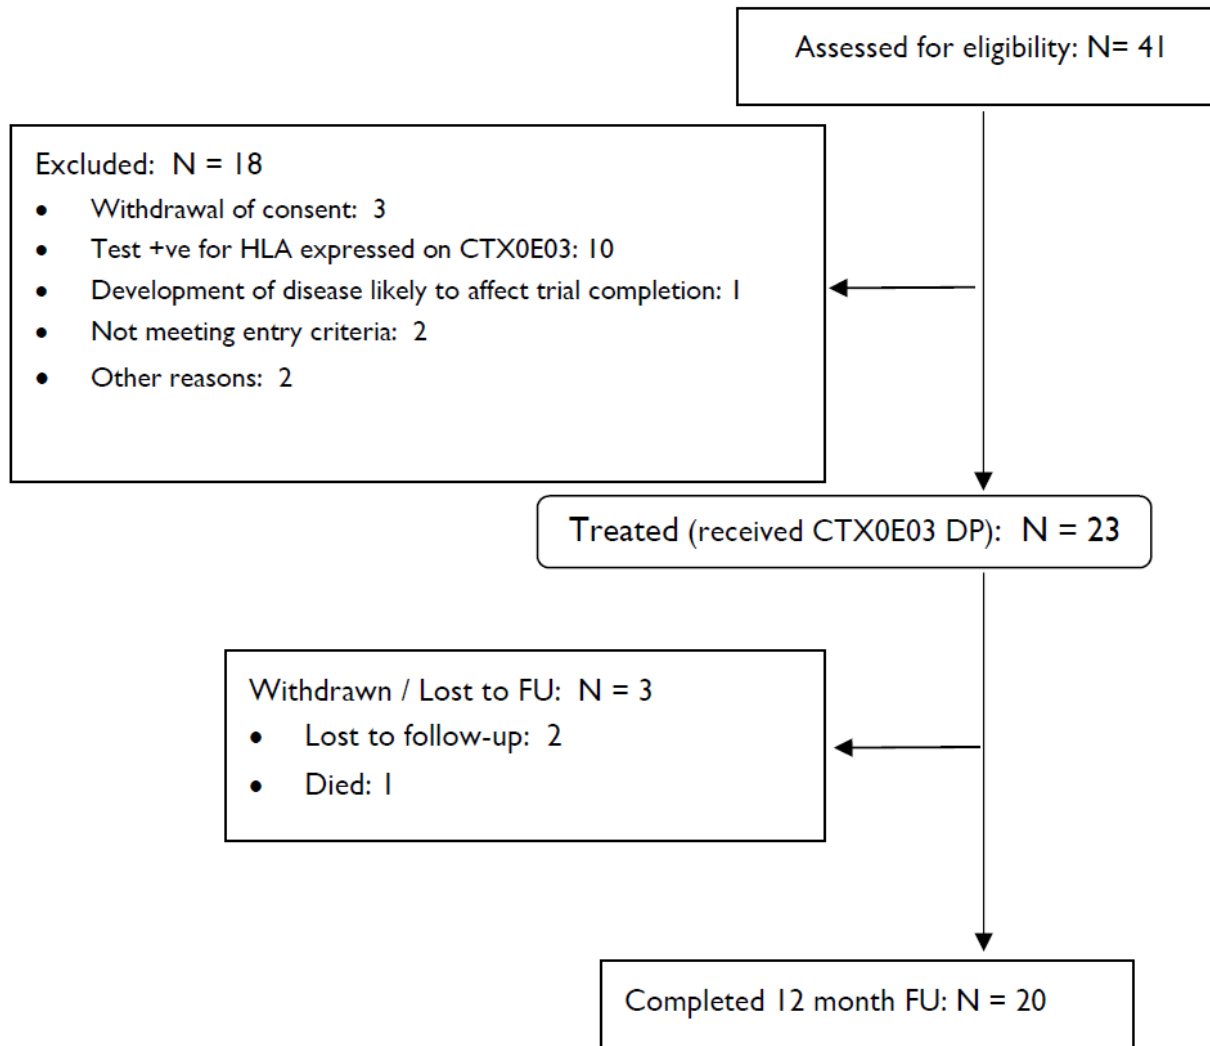 Assessed for eligibility: N= 41
Excluded: N = 18
• Withdrawal of consent: 3
• Test +ve for HLA expressed on CTX0E03: 10
• Development of disease likely to affect trial completion: 1
• Not meeting entry criteria: 2
• Other reasons: 2
Treated (received CTX0E03 DP): N = 23
Withdrawn / Lost to FU: N = 3
• Lost to follow-up: 2
• Died: 1
Completed 12 month FU: N = 20